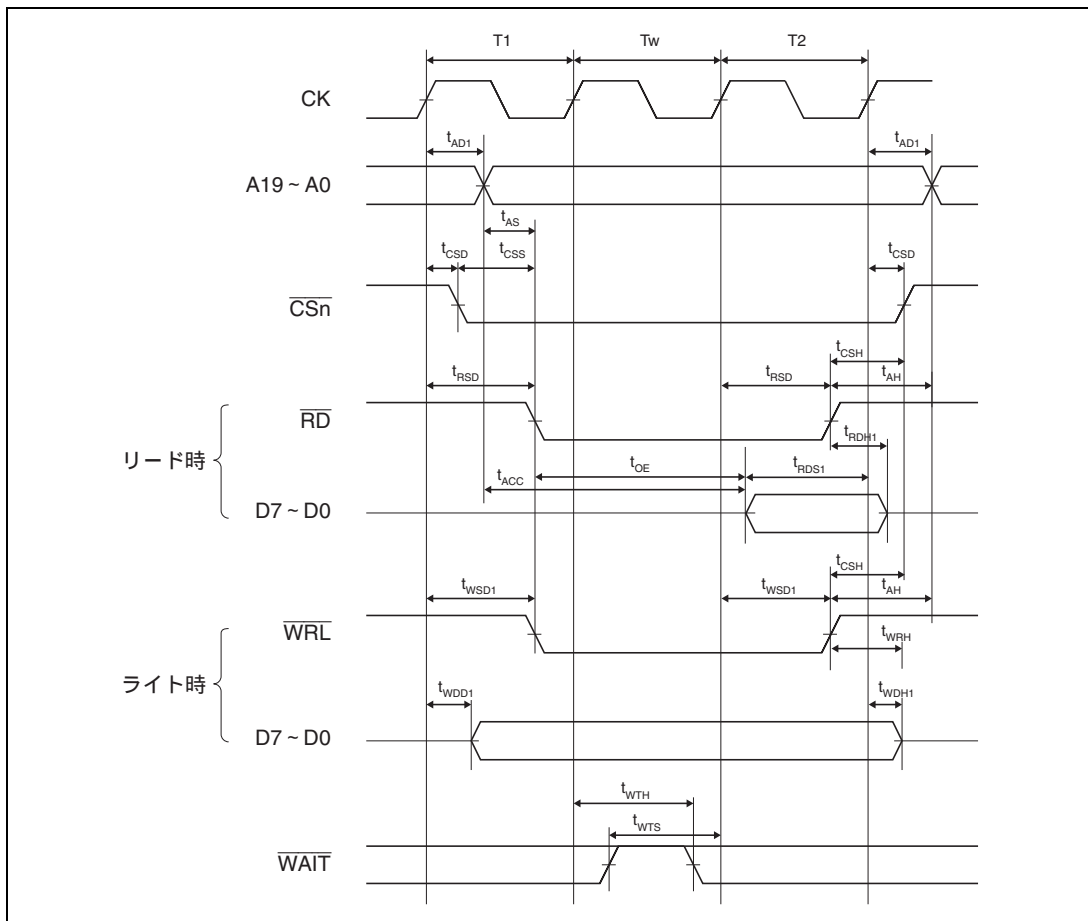 T1 Tw T2
CK
tAD1 tAD1
A19 ~ A0
tAS
tCSD tCSS tCSD
CSn
tCSH
tRSD tRSD tAH
RD
tRDH1
リード時
tOE tRDS1
tACC
D7 ~ D0
tCSH
tWSD1 tWSD1 tAH
WRL
tWRH
ライト時
tWDD1 tWDH1
D7 ~ D0
tWTH
tWTS
WAIT